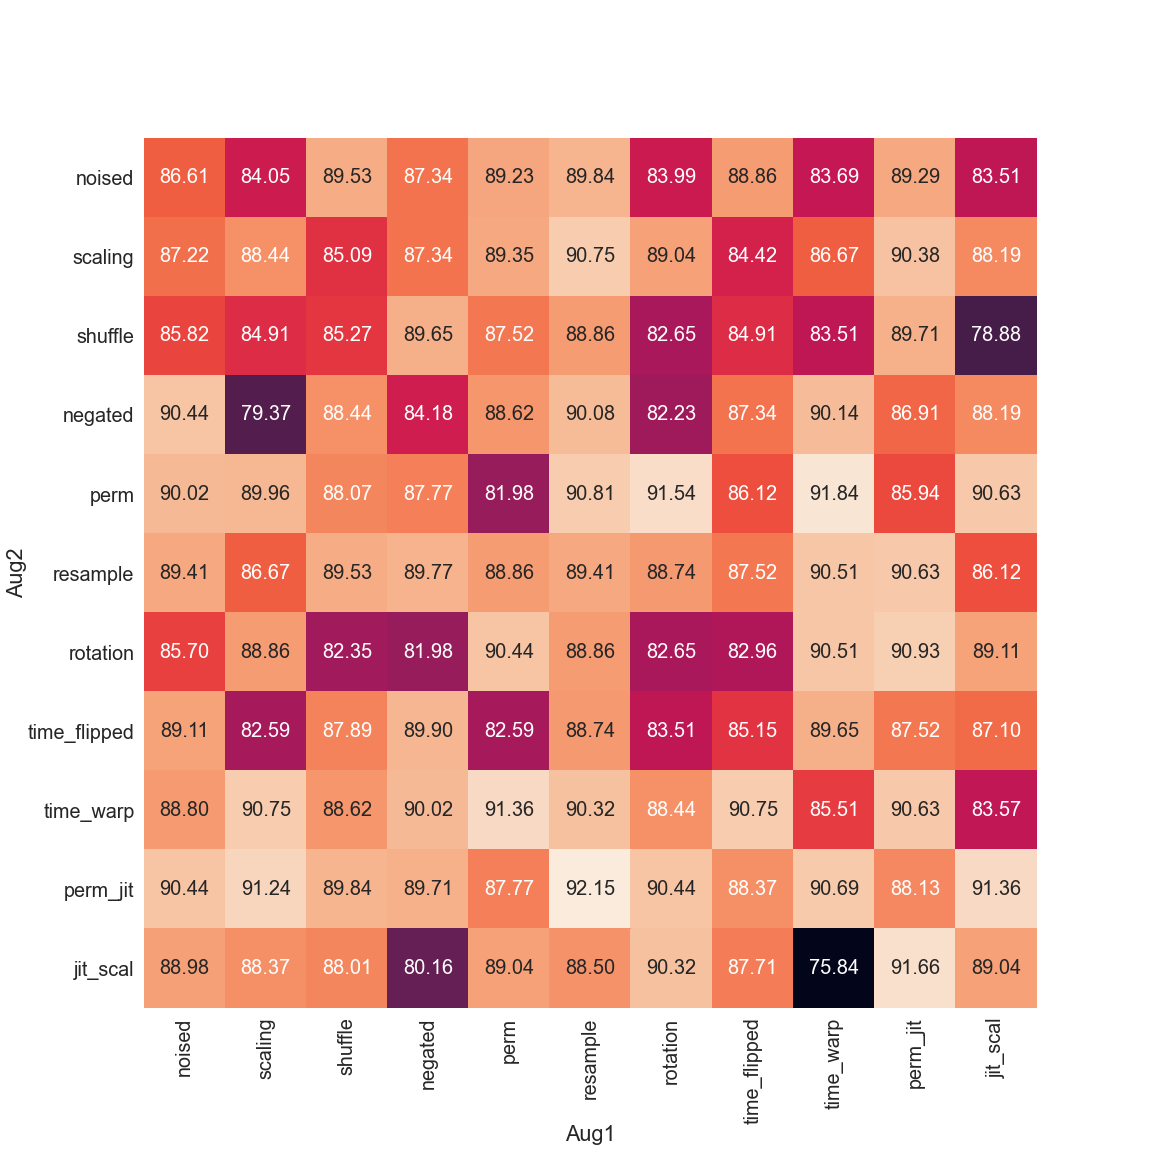 noised 86.61 84.05 89.53 87.34 89.23 89.84 83.99 88.86 83.69 89.29 83.51
scaling 87.22 88.44 85.09 87.34 89.35 90.75 89.04 84.42 86.67 90.38 88.19
shuffle 85.82 84.91 85.27 89.65 87.52 88.86 82.65 84.91 83.51 89.71 78.88
negated 90.44 79.37 88.44 84.18 88.62 90.08 82.23 87.34 90.14 86.91 88.19
perm 90.02 89.96 88.07 87.77 81.98 90.81 91.54 86.12 91.84 85.94 90.63
resample 89.41 86.67 89.53 89.77 88.86 89.41 88.74 87.52 90.51 90.63 86.12
rotation 85.70 88.86 82.35 81.98 90.44 88.86 82.65 82.96 90.51 90.93 89.11
time_flipped 89.11 82.59 87.89 89.90 82.59 88.74 83.51 85.15 89.65 87.52 87.10
time_warp 88.80 90.75 88.62 90.02 91.36 90.32 88.44 90.75 85.51 90.63 83.57
perm_jit 90.44 91.24 89.84 89.71 87.77 92.15 90.44 88.37 90.69 88.13 91.36
jit_scal 88.98 88.37 88.01 80.16 89.04 88.50 90.32 87.71 75.84 91.66 89.04
noised scaling shuffle negated perm resample rotation time_flipped time_warp perm_jit jit_scal
Aug1
Aug2